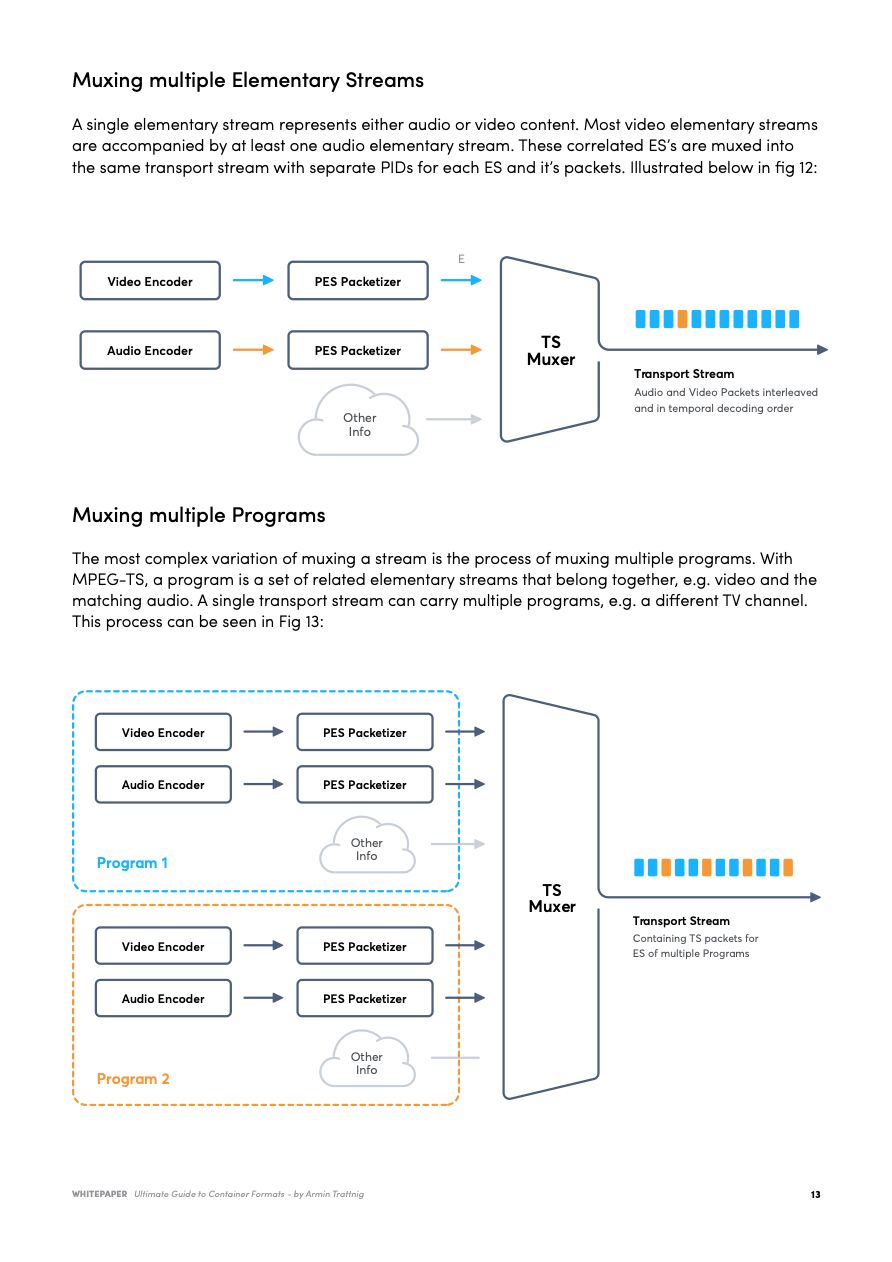 Muxing multiple Elementary Streams
A single elementary stream represents either audio or video content. Most video elementary streams
are accompanied by at least one audio elementary stream. These correlated ES's are muxed into
the same transport stream with separate PIDs for each ES and it's packets. Illustrated below in fig 12:
E
Video Encoder
PES Packetizer
Audio Encoder
PES Packetizer
Other
Info
TS
Muxer
Transport Stream
Audio and Video Packets interleaved
and in temporal decoding order
Muxing multiple Programs
The most complex variation of muxing a stream is the process of muxing multiple programs. With
MPEG-TS, a program is a set of related elementary streams that belong together, e.g. video and the
matching audio. A single transport stream can carry multiple programs, e.g. a different TV channel.
This process can be seen in Fig 13:
Video Encoder
PES Packetizer
Audio Encoder
PES Packetizer
Other
Info
Program 1
Video Encoder
PES Packetizer
Audio Encoder
PES Packetizer
Other
Info
Program 2
TS
Muxer
Transport Stream
Containing TS packets for
ES of multiple Programs
WHITEPAPER Ultimate Guide to Container Formats - by Armin Trattnig
13